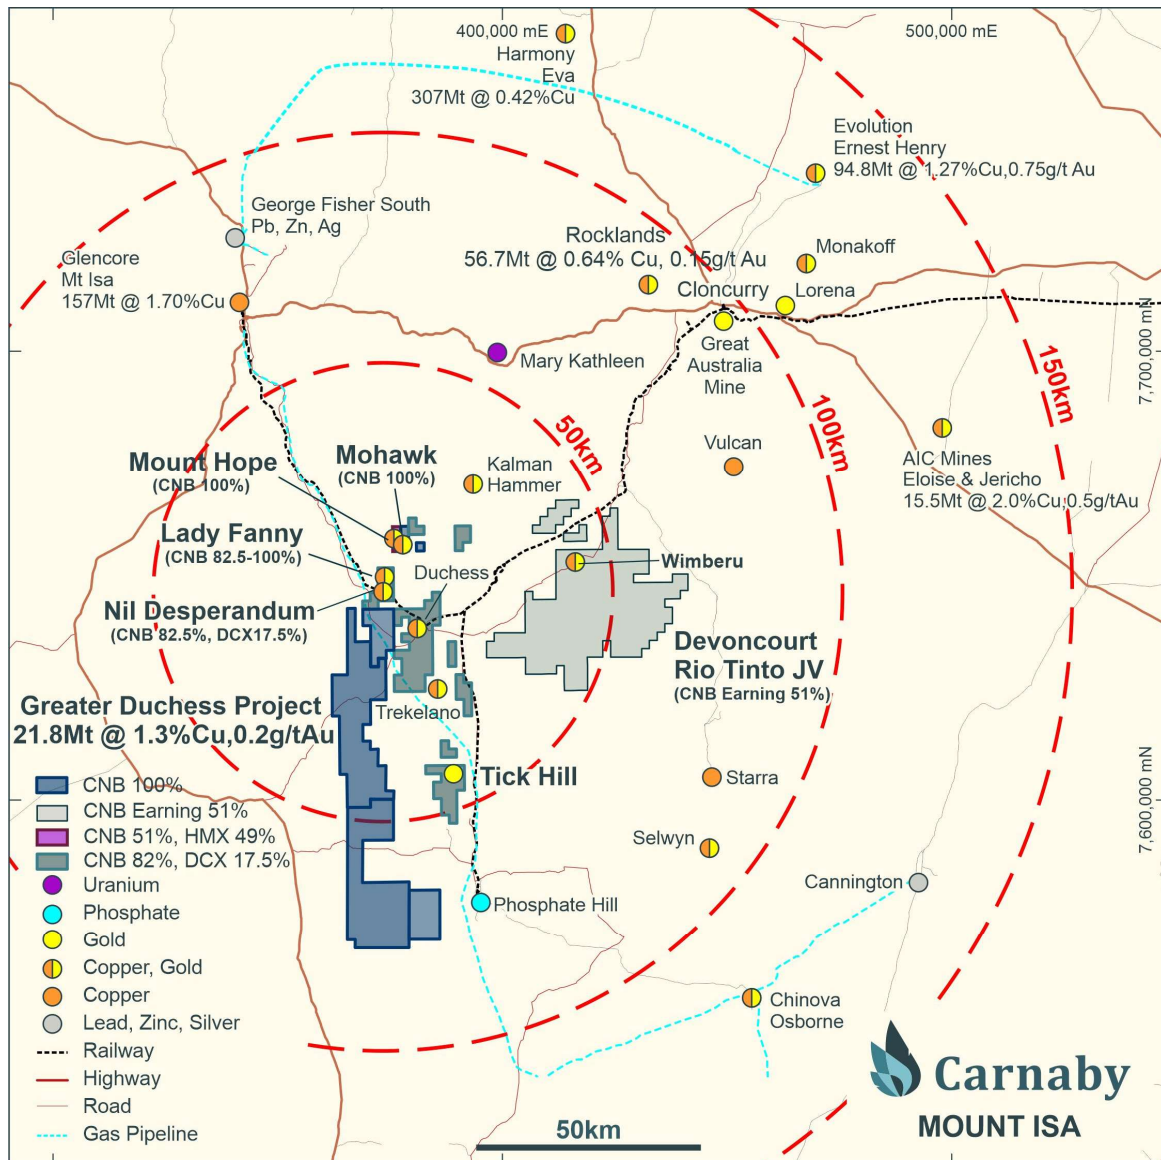 400,000 mE
500,000 mE
Harmony
Eva
307Mt @ 0.42%Cu
Evolution
Ernest Henry
94.8Mt @ 1.27%Cu,0.75g/t Au
George Fisher South
Pb, Zn, Ag
Glencore
Mt Isa
157Mt @ 1.70%Cu
Rocklands
56.7Mt @ 0.64% Cu, 0.15g/t Au
Monakoff
Cloncurry
Lorena
Great
Australia
Mine
Mary Kathleen
7,700,000 mN
50km
100km
150km
Vulcan
AIC Mines
Eloise & Jericho
15.5Mt @ 2.0%Cu,0.5g/tAu
Mount Hope
(CNB 100%)
Mohawk
(CNB 100%)
Kalman
Hammer
Lady Fanny
(CNB 82.5-100%)
Duchess
Wimberu
Nil Desperandum
(CNB 82.5%, DCX17.5%)
Devoncourt
Rio Tinto JV
(CNB Earning 51%)
Greater Duchess Project
21.8Mt @ 1.3%Cu,0.2g/tAu
Trekelano
Tick Hill
Starra
Selwyn
7,600,000 mN
Cannington
Phosphate Hill
Chinova
Osborne
CNB 100%
CNB Earning 51%
CNB 51%, HMX 49%
CNB 82%, DCX 17.5%
Uranium
Phosphate
Gold
Copper, Gold
Copper
Lead, Zinc, Silver
Railway
Highway
Road
Gas Pipeline
50km
Carnaby
MOUNT ISA